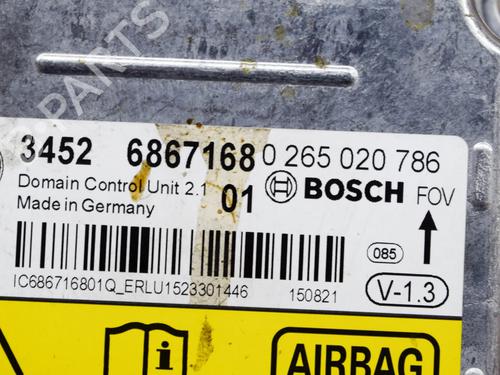 PARTS
3452 6867168 0 265 020 786
Domain Control Unit 2.1 01 BOSCH FOV
Made in Germany
085
IC686716801Q_ERLU1523301446 150821 V-1.3
i AIRBAG